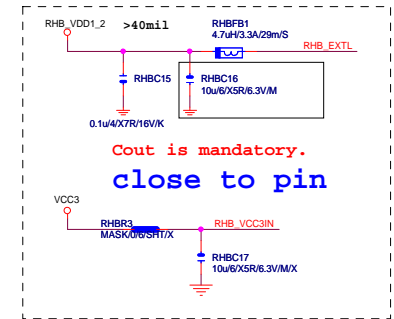 RHB_VDD1_2 >40mil RHBFB1
4.7uH/3.3A/29m/S
RHB_EXTL
RHBC15 RHBC16
10u/6/X5R/6.3V/M
0.1u/4/X7R/16V/K
Cout is mandatory.
close to pin
VCC3
RHBR3 RHB_VCC3IN
MASK/0/6/SHT/X
RHBC17
10u/6/X5R/6.3V/M/X